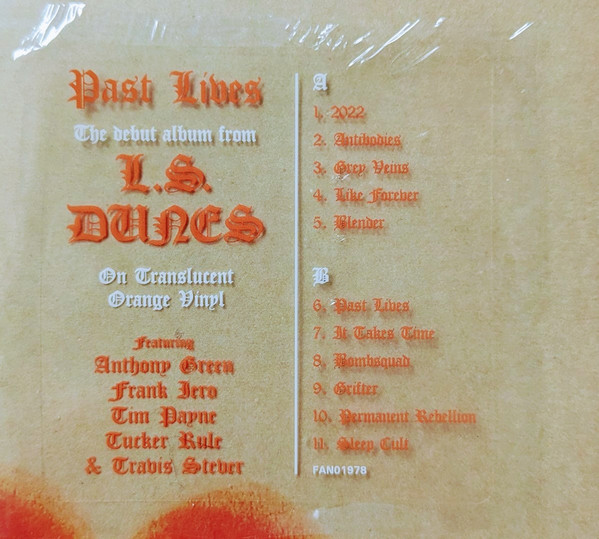 Past Lives
The debut album from
L.S.
DUNES
On Translucent
Orange Vinyl
Featuring
Anthony Green
Frank Iero
Tim Payne
Tucker Rule
& Travis Stever
A
1. 2022
2. Antibodies
3. Grey Veins
4. Like Forever
5. Blender
B
6. Past Lives
7. It Takes Time
8. Bombsquad
9. Grifter
10. Permanent Rebellion
11. Sleep Cult
FAN01978